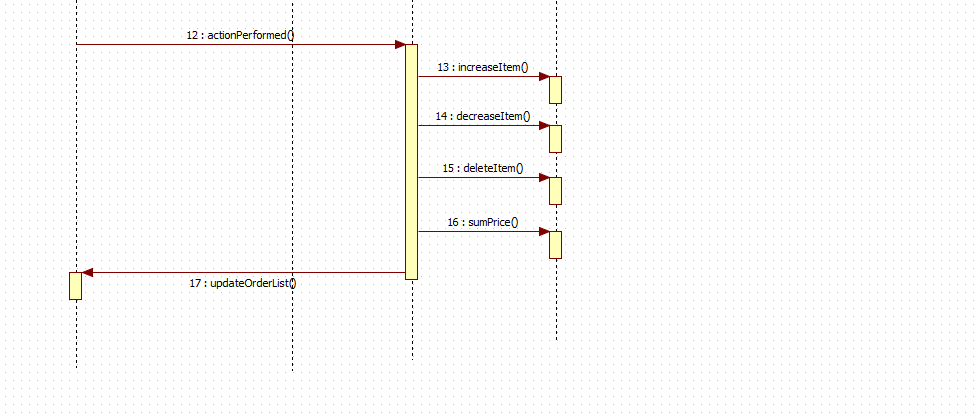 12 : actionPerformed()
13 : increaseItem()
14 : decreaseItem()
15 : deleteItem()
16 : sumPrice()
17 : updateOrderList()